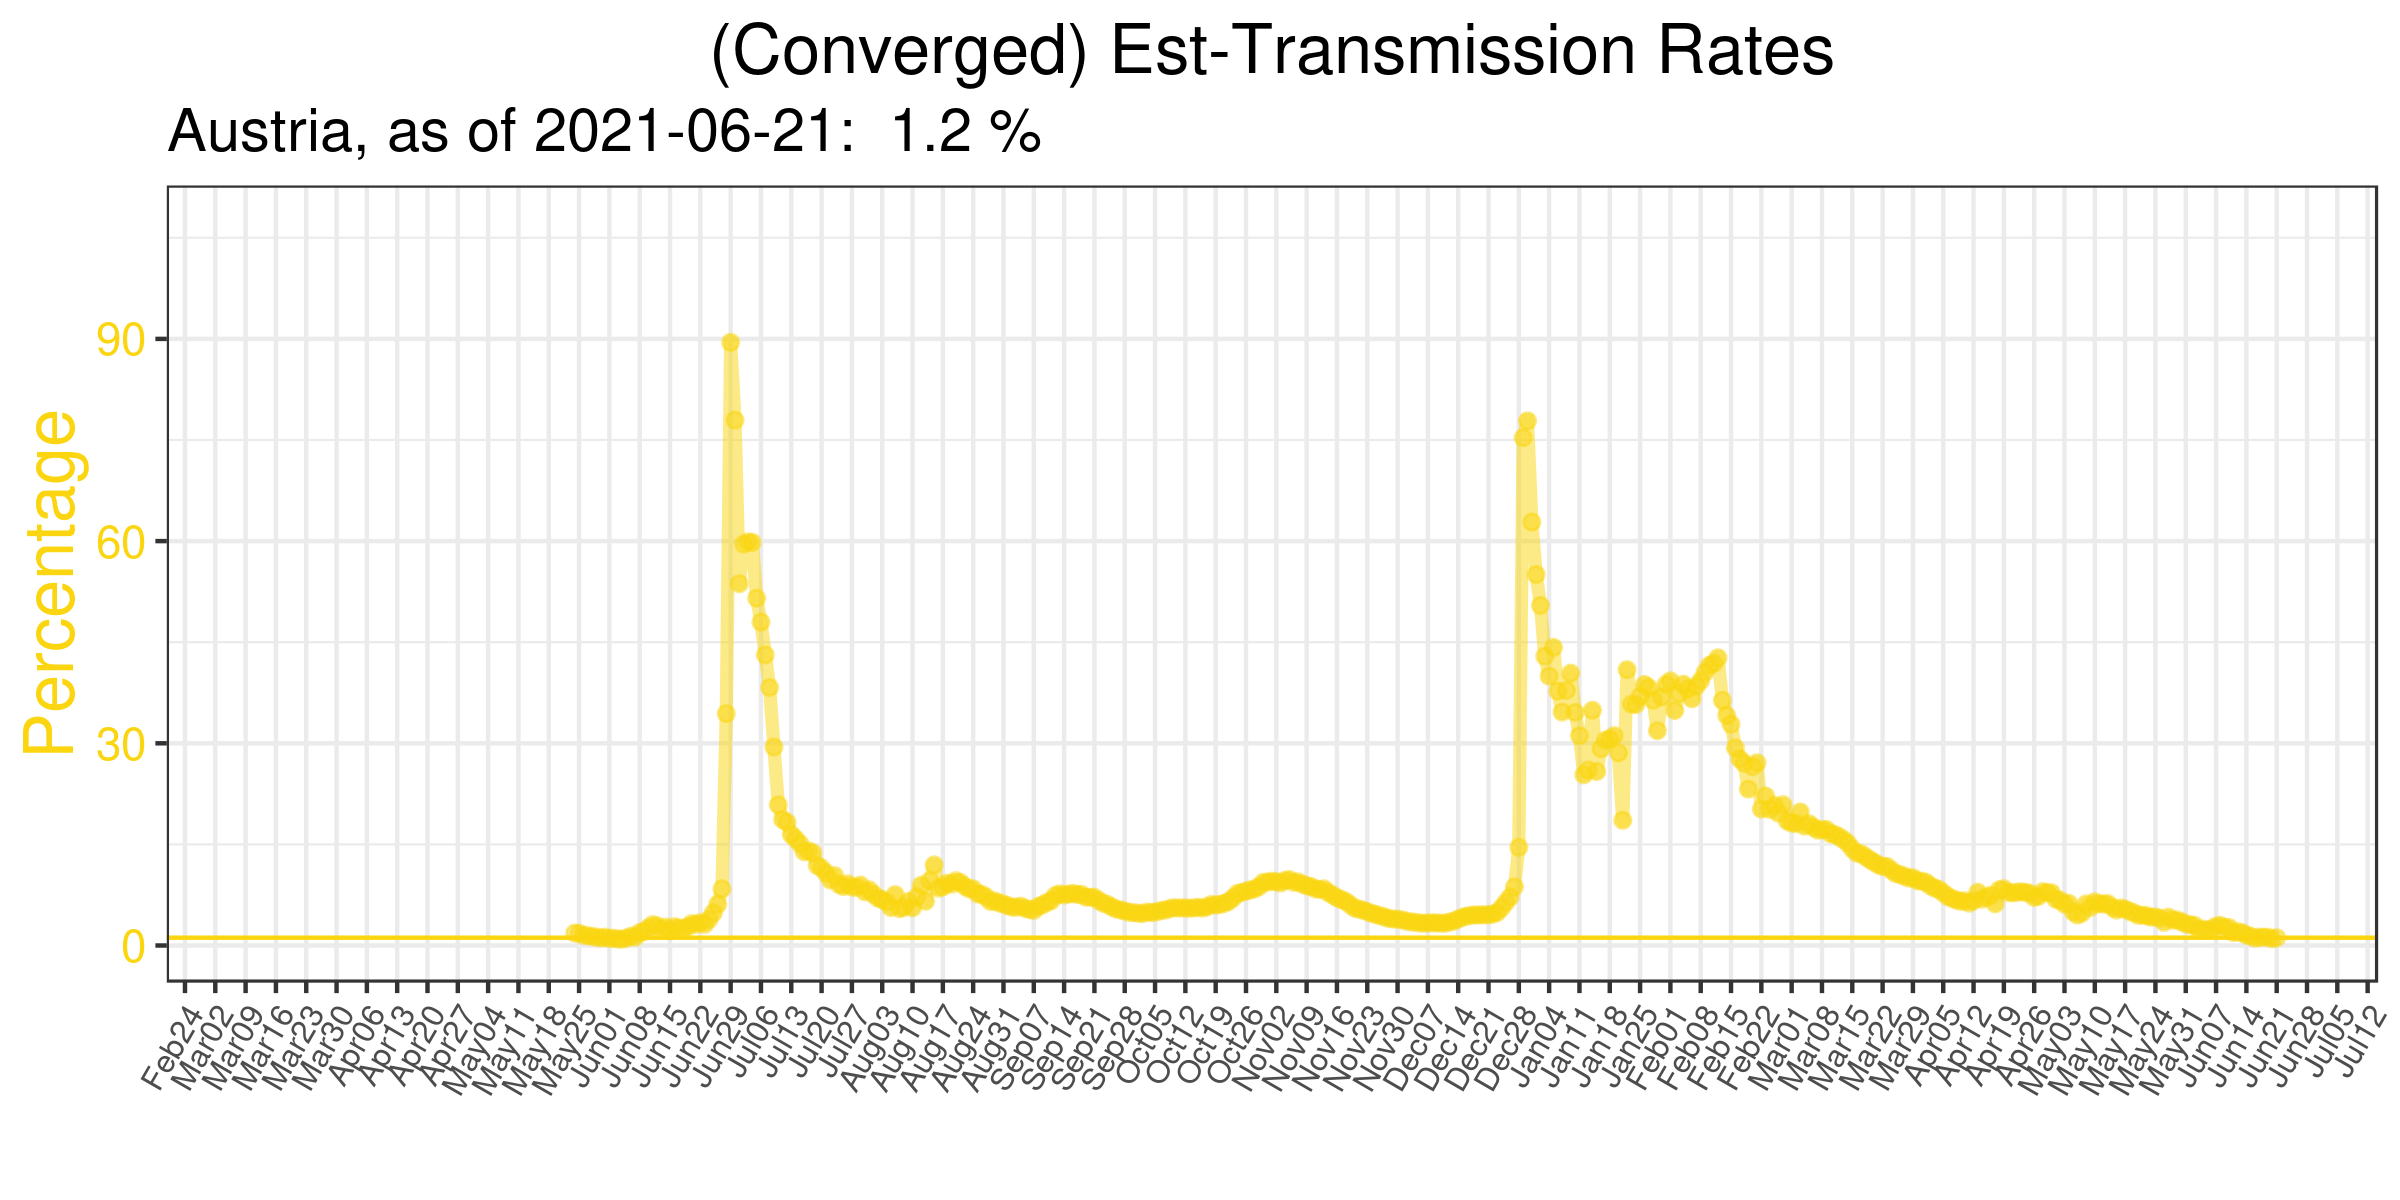 (Converged) Est-Transmission Rates
Austria, as of 2021-06-21: 1.2 %
Percentage
90
60
30
0
Feb24
Mar02
Mar09
Mar16
Mar23
Mar30
Apr06
Apr13
Apr20
Apr27
May04
May11
May18
May25
Jun01
Jun08
Jun15
Jun22
Jun29
Jul06
Jul13
Jul20
Jul27
Aug03
Aug10
Aug17
Aug24
Aug31
Sep07
Sep14
Sep21
Sep28
Oct05
Oct12
Oct19
Oct26
Nov02
Nov09
Nov16
Nov23
Nov30
Dec07
Dec14
Dec21
Dec28
Jan04
Jan11
Jan18
Jan25
Feb01
Feb08
Feb15
Feb22
Mar01
Mar08
Mar15
Mar22
Mar29
Apr05
Apr12
Apr19
Apr26
May03
May10
May17
May24
May31
Jun07
Jun14
Jun21
Jun28
Jul05
Jul12